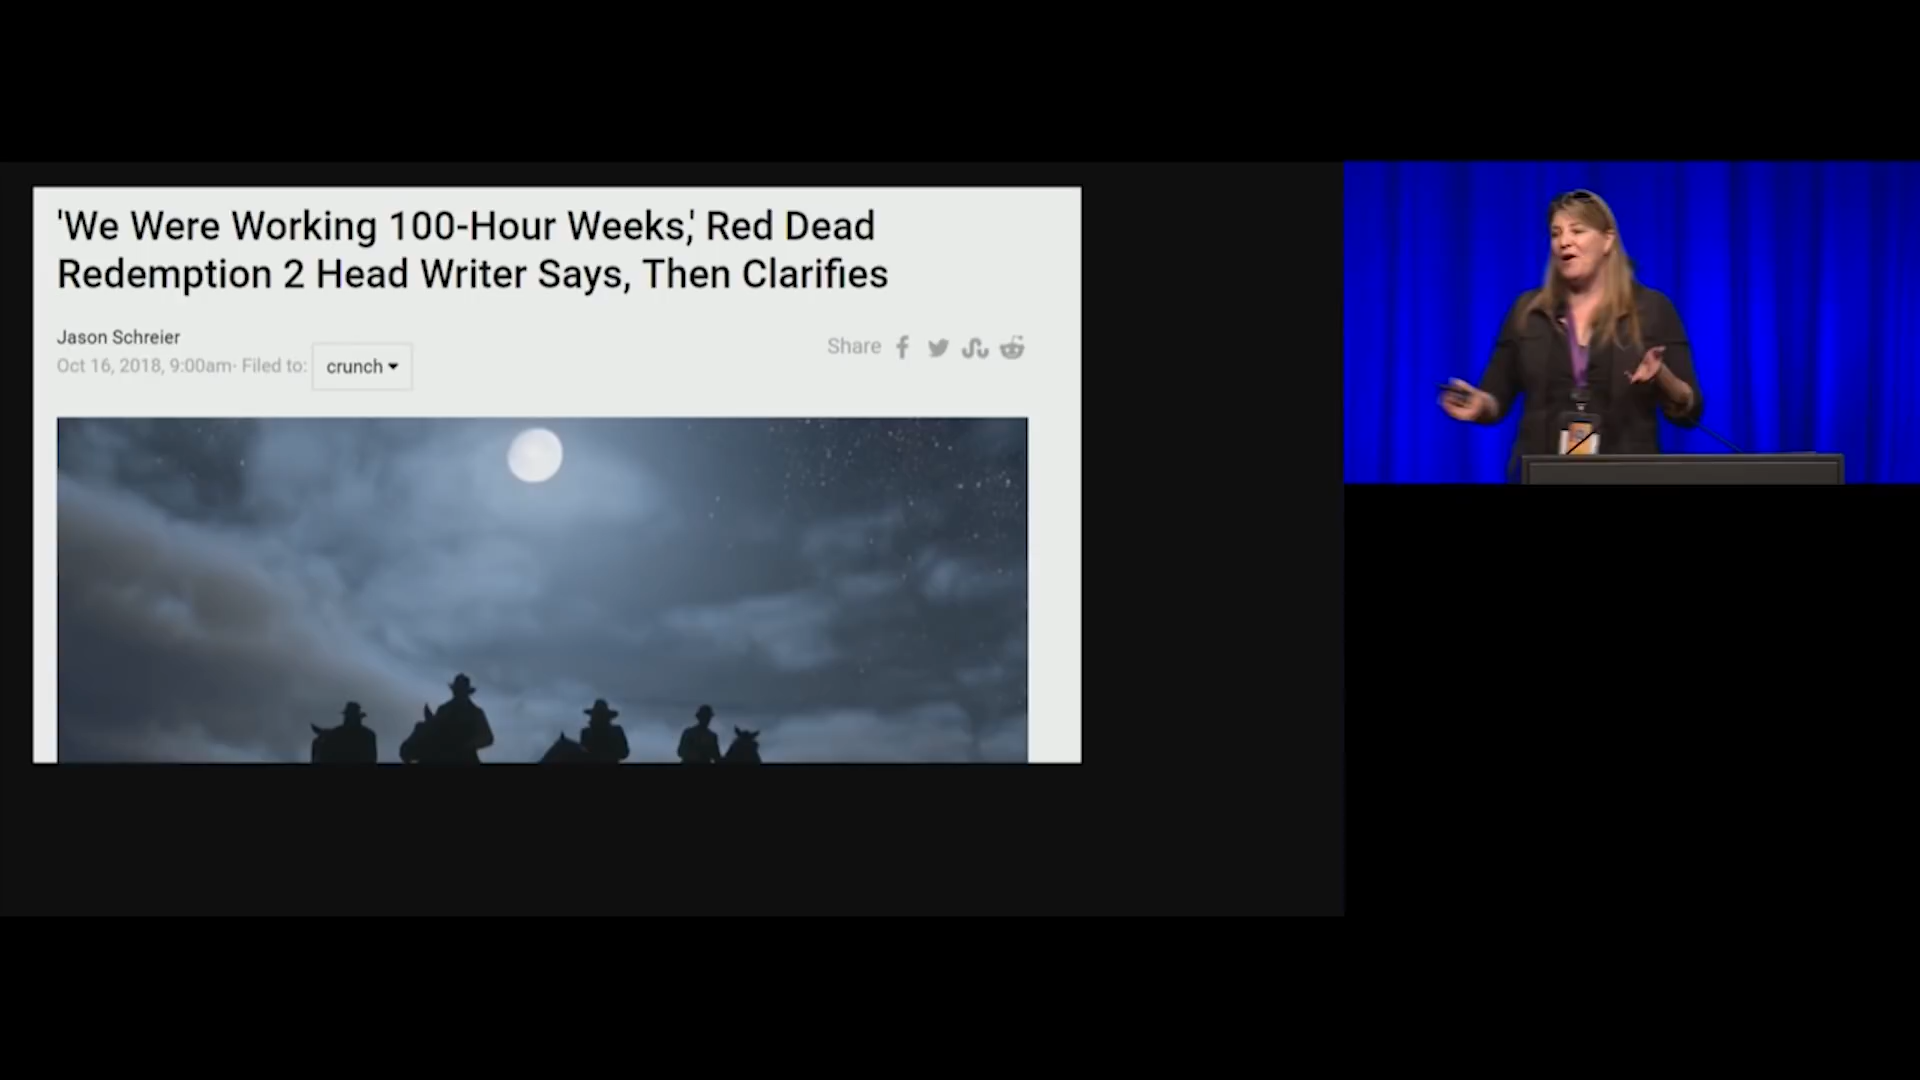 'We Were Working 100-Hour Weeks,' Red Dead
Redemption 2 Head Writer Says, Then Clarifies
Jason Schreier
Oct 16, 2018, 9:00am· Filed to:
crunch
Share